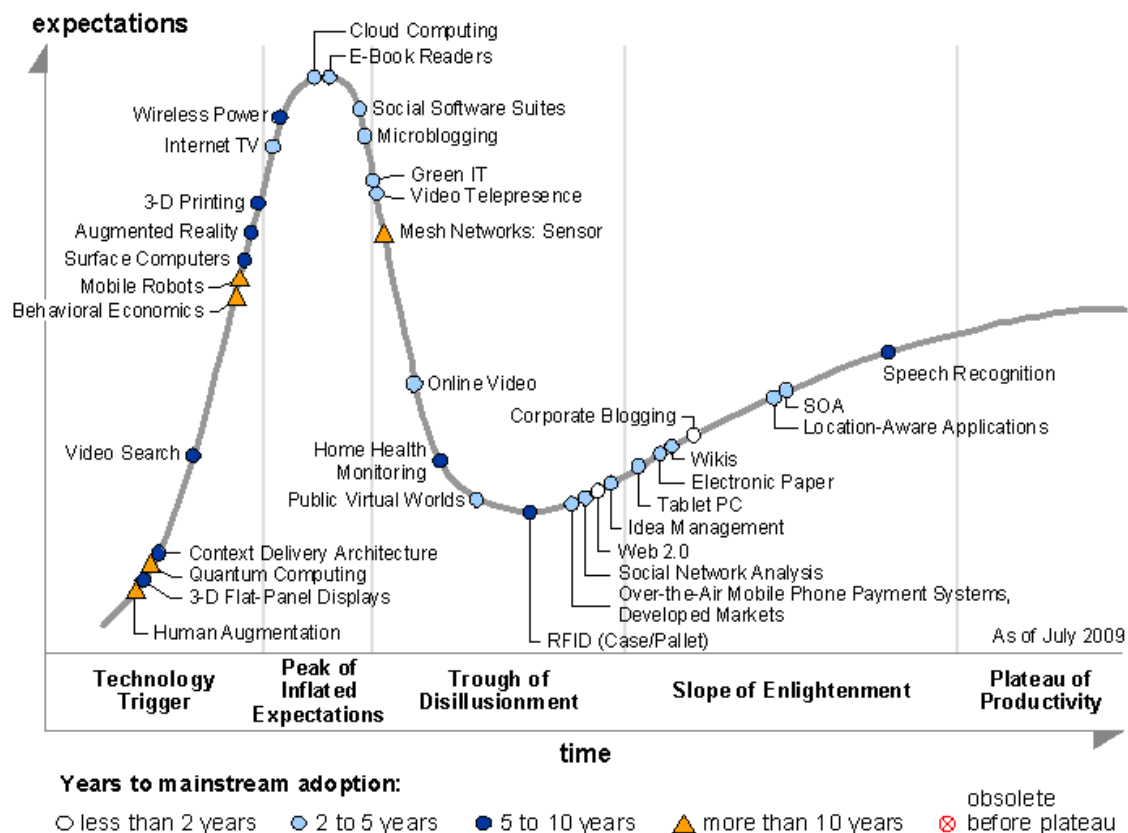 expectations
Cloud Computing
E-Book Readers
Wireless Power
Social Software Suites
Internet TV
Microblogging
Green IT
Video Telepresence
3-D Printing
Augmented Reality
Mesh Networks: Sensor
Surface Computers
Mobile Robots
Behavioral Economics
Online Video
Speech Recognition
Corporate Blogging
SOA
Location-Aware Applications
Video Search
Home Health
Monitoring
Wikis
Electronic Paper
Public Virtual Worlds
Tablet PC
Idea Management
Context Delivery Architecture
Web 2.0
Quantum Computing
Social Network Analysis
3-D Flat-Panel Displays
Over-the-Air Mobile Phone Payment Systems,
Developed Markets
Human Augmentation
RFID (Case/Pallet)
As of July 2009
Technology
Trigger
Peak of
Inflated
Expectations
Trough of
Disillusionment
Slope of Enlightenment
Plateau of
Productivity
time
Years to mainstream adoption:
less than 2 years
2 to 5 years
5 to 10 years
more than 10 years
obsolete
before plateau